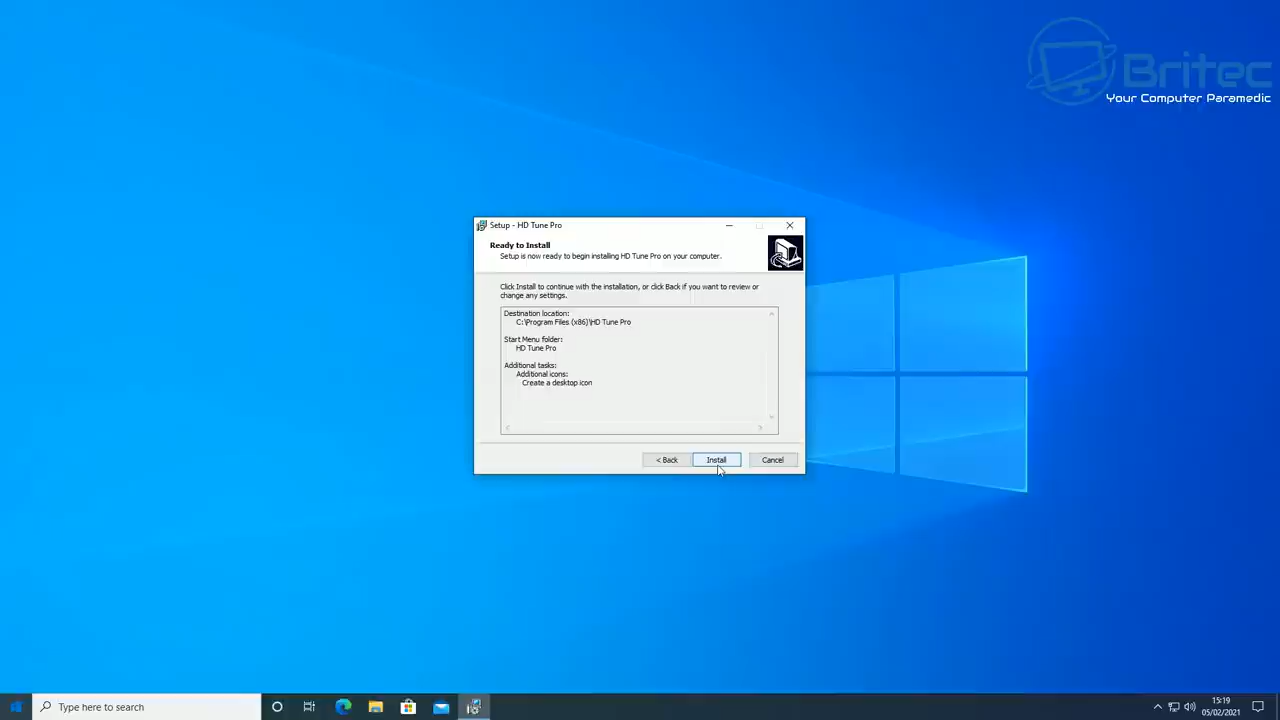 Britec
Your Computer Paramedic
Setup - HD Tune Pro
Ready to Install
Setup is now ready to begin installing HD Tune Pro on your computer.
Click Install to continue with the installation, or click Back if you want to review or
change any settings.
Destination location:
C:\Program Files (x86)\HD Tune Pro
Start Menu folder:
HD Tune Pro
Additional tasks:
Additional icons:
Create a desktop icon
< Back
Install
Cancel
Type here to search
15:19
05/02/2021